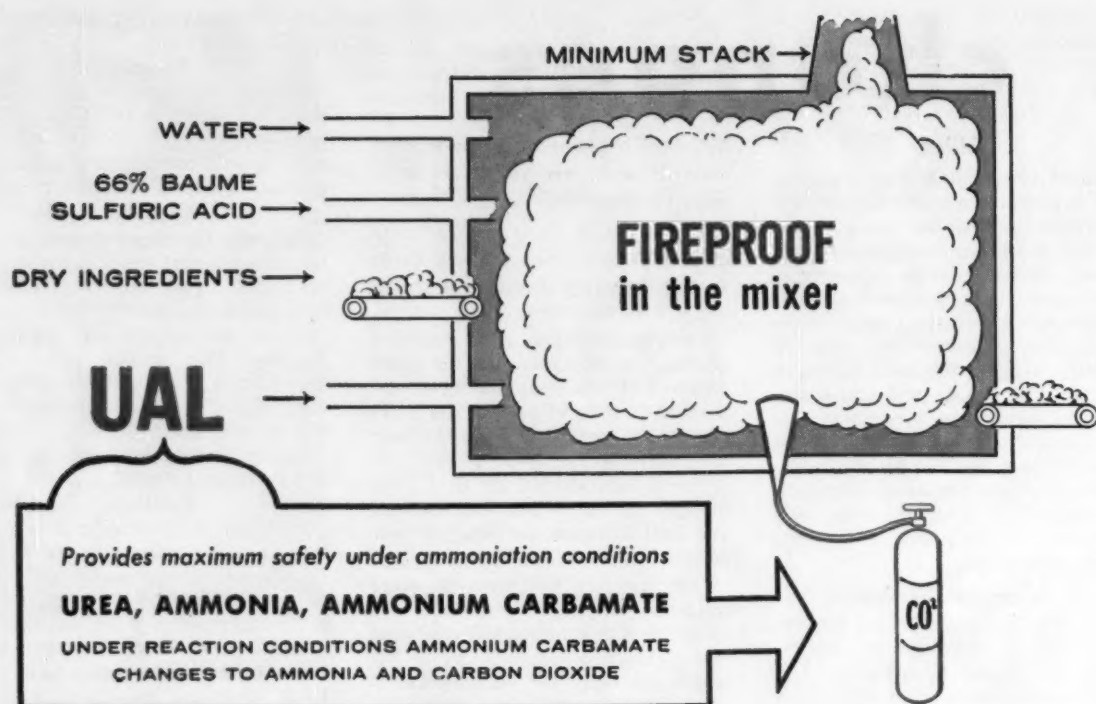 MINIMUM STACK
WATER
66% BAUME
SULFURIC ACID
DRY INGREDIENTS
FIREPROOF
in the mixer
UAL
Provides maximum safety under ammoniation conditions
UREA, AMMONIA, AMMONIUM CARBAMATE
UNDER REACTION CONDITIONS AMMONIUM CARBAMATE
CHANGES TO AMMONIA AND CARBON DIOXIDE
CO²